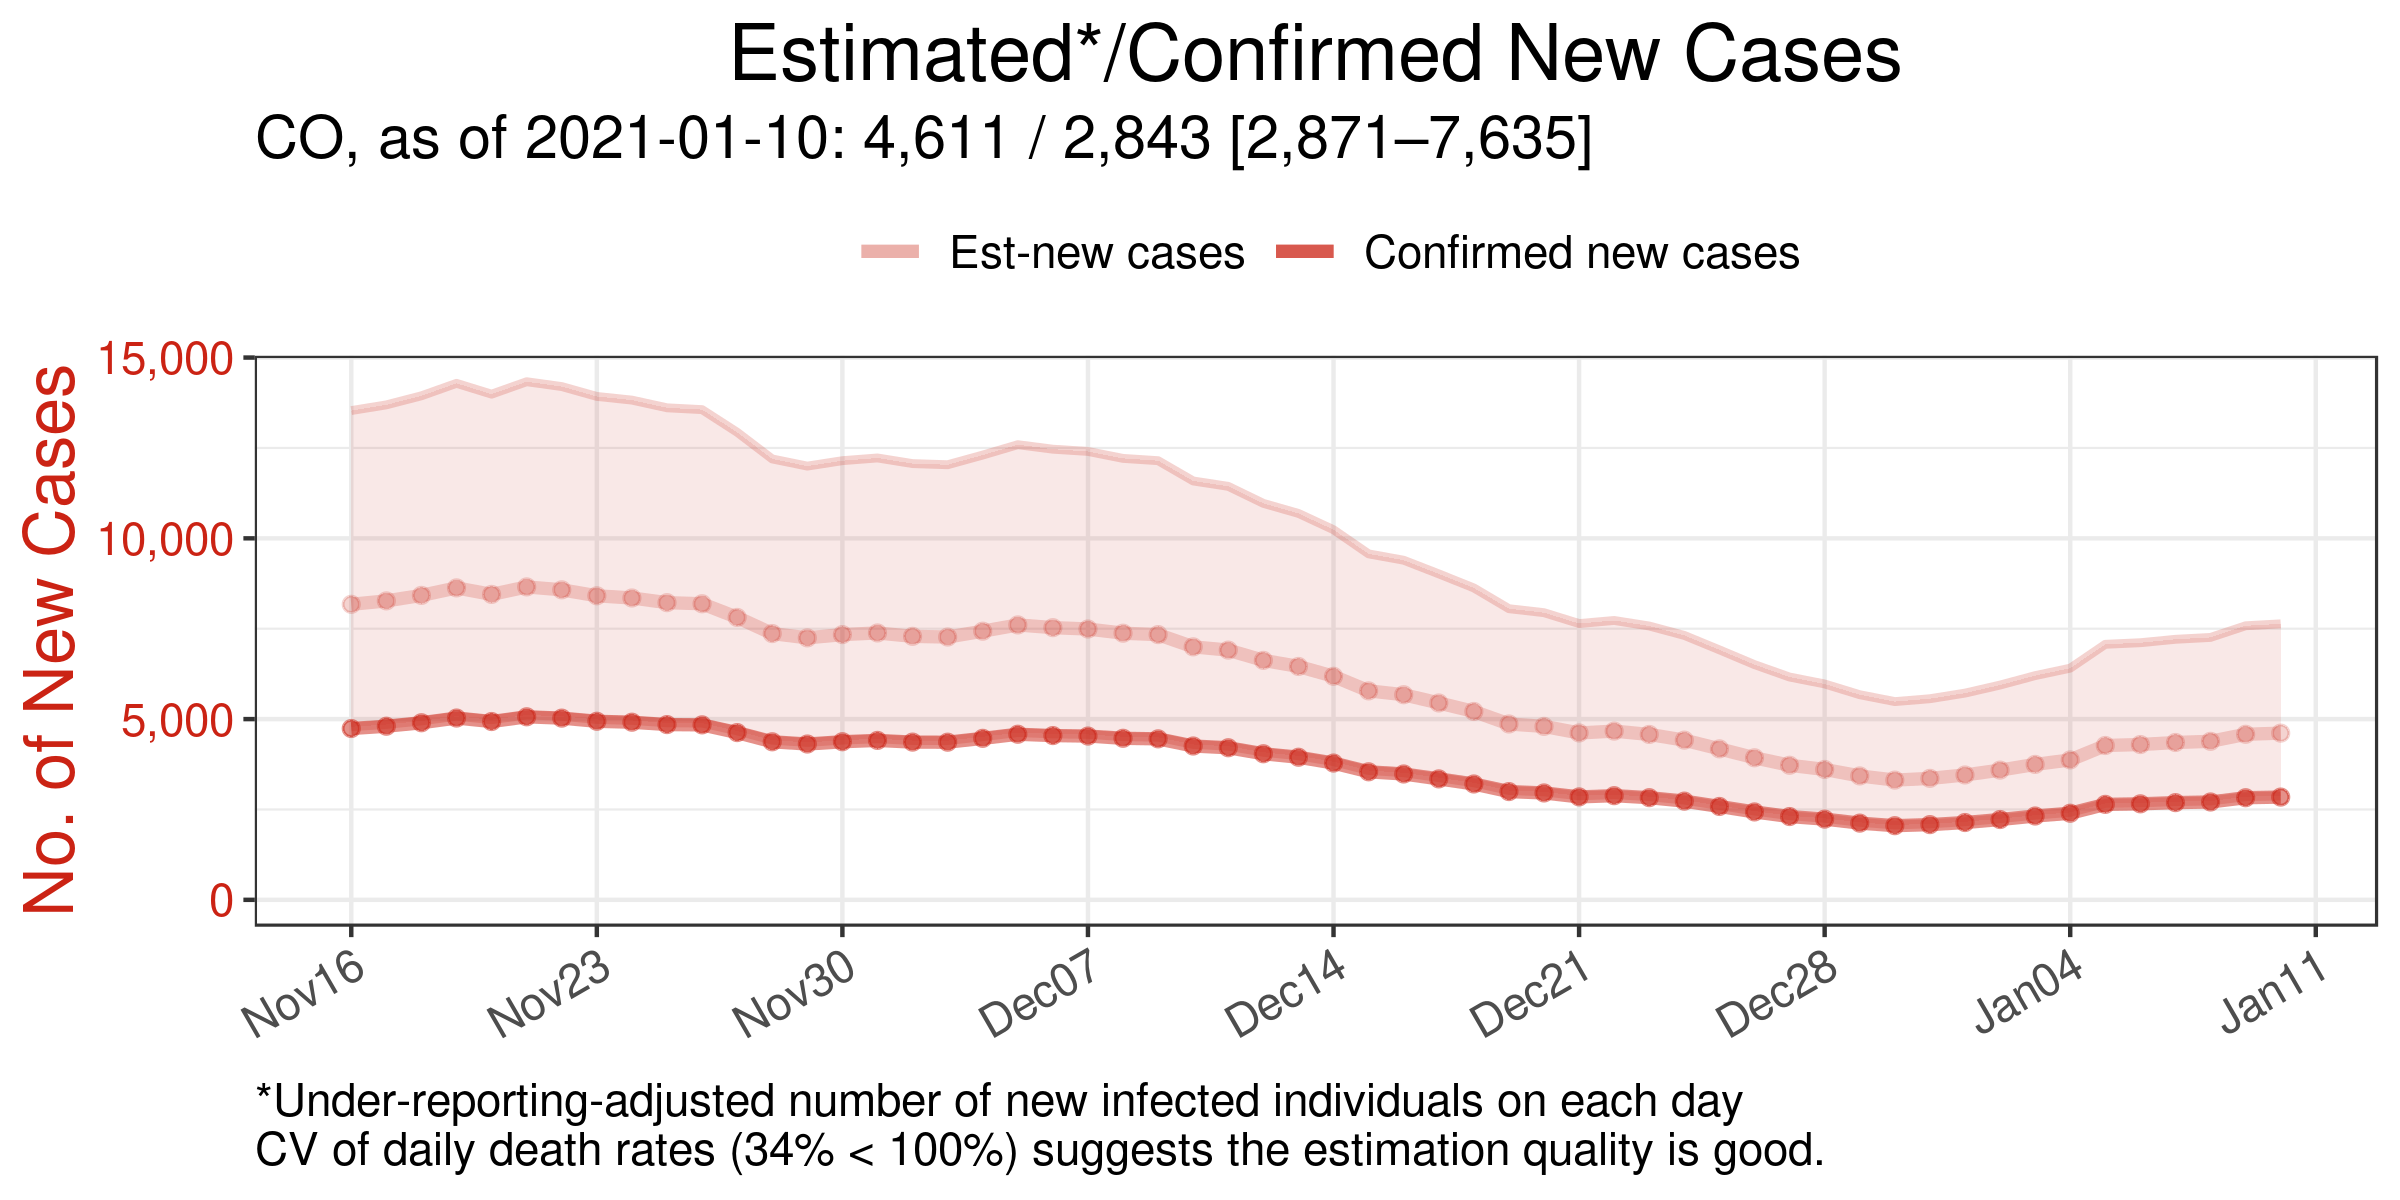 Estimated*/Confirmed New Cases
CO, as of 2021-01-10: 4,611 / 2,843 [2,871–7,635]
Est-new cases
Confirmed new cases
No. of New Cases
15,000
10,000
5,000
0
Nov16
Nov23
Nov30
Dec07
Dec14
Dec21
Dec28
Jan04
Jan11
*Under-reporting-adjusted number of new infected individuals on each day
CV of daily death rates (34% < 100%) suggests the estimation quality is good.